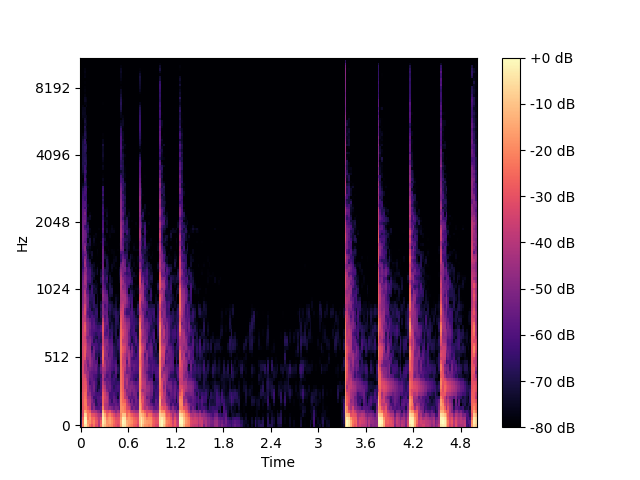 +0 dB
8192
-10 dB
4096
-20 dB
-30 dB
2048
-40 dB
Hz
1024
-50 dB
-60 dB
512
-70 dB
0
-80 dB
0 0.6 1.2 1.8 2.4 3 3.6 4.2 4.8
Time